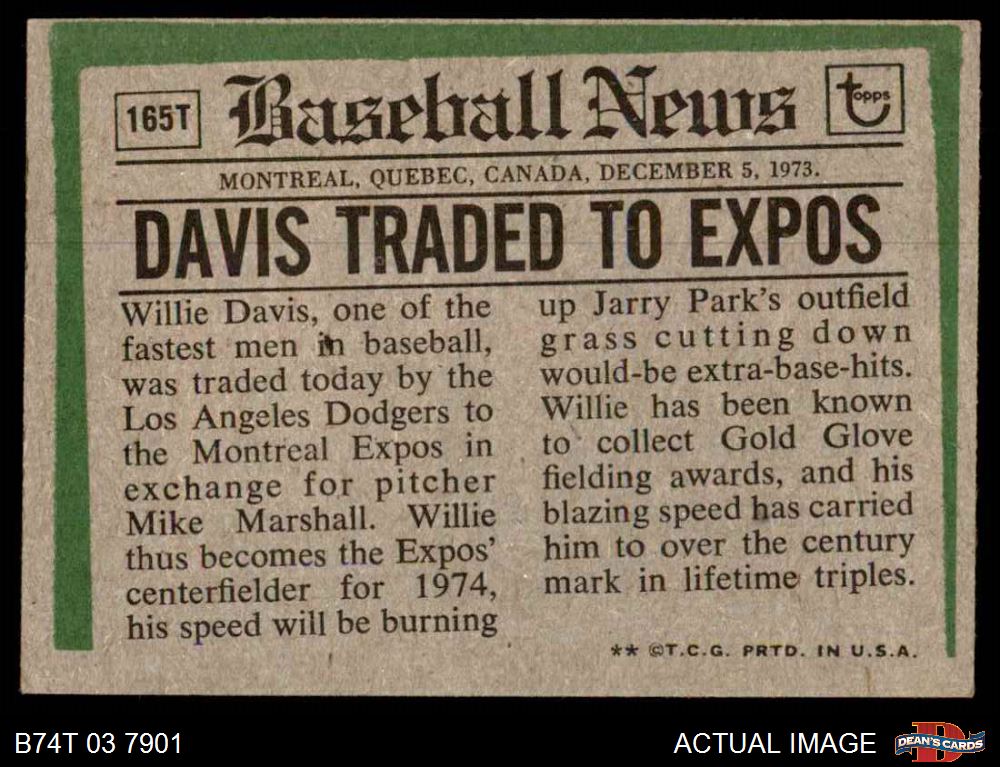 165T
Baseball News
topps
MONTREAL, QUEBEC, CANADA, DECEMBER 5, 1973.
DAVIS TRADED TO EXPOS
Willie Davis, one of the
fastest men in baseball,
was traded today by the
Los Angeles Dodgers to
the Montreal Expos in
exchange for pitcher
Mike Marshall. Willie
thus becomes the Expos'
centerfielder for 1974,
his speed will be burning
up Jarry Park's outfield
grass cutting down
would-be extra-base-hits.
Willie has been known
to collect Gold Glove
fielding awards, and his
blazing speed has carried
him to over the century
mark in lifetime triples.
** ©T.C.G. PRTD. IN U.S.A.
B74T 03 7901
ACTUAL IMAGE
D
DEAN'S CARDS